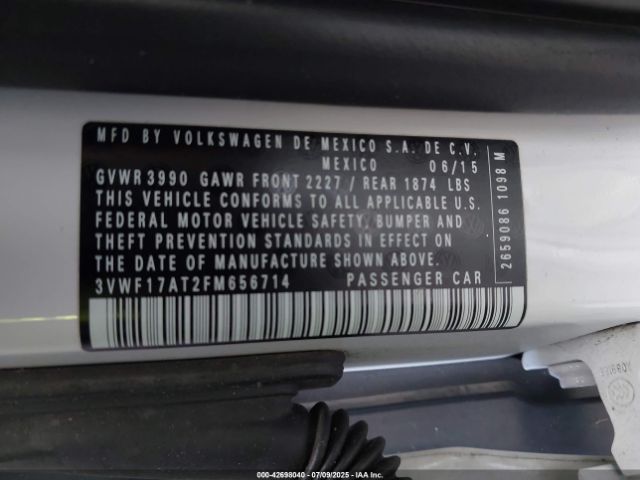 MFD BY VOLKSWAGEN DE MEXICO S.A. DE C.V.
MEXICO 06/15
GVWR 3990 GAWR FRONT 2227 / REAR 1874 LBS
THIS VEHICLE CONFORMS TO ALL APPLICABLE U.S.
FEDERAL MOTOR VEHICLE SAFETY, BUMPER AND
THEFT PREVENTION STANDARDS IN EFFECT ON
THE DATE OF MANUFACTURE SHOWN ABOVE.
3VWF17AT2FM656714 PASSENGER CAR
2659086 1098 M
000-42698040 - 07/09/2025 - IAAI.COM